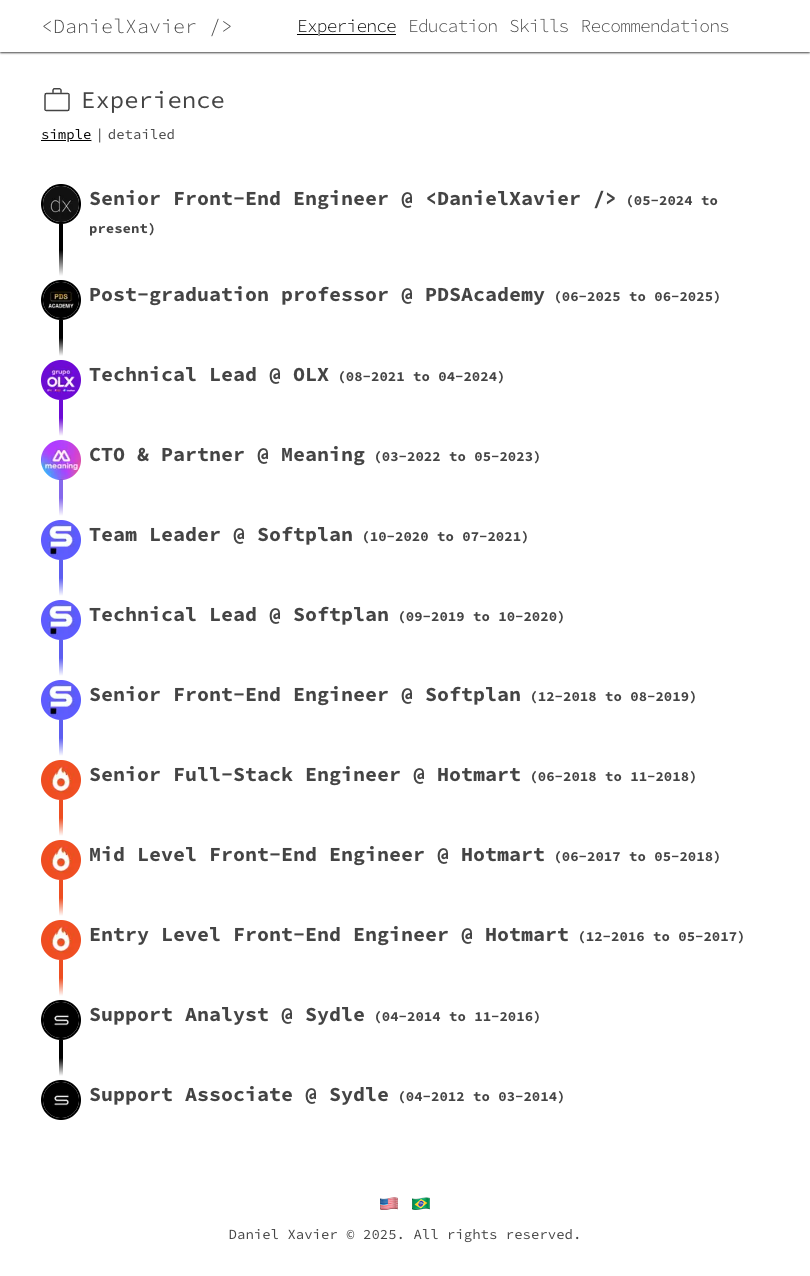 <DanielXavier />
Experience Education Skills Recommendations
Experience
simple | detailed
dx
Senior Front-End Engineer @ <DanielXavier /> (05-2024 to
present)
PDS
ACADEMY
Post-graduation professor @ PDSAcademy (06-2025 to 06-2025)
grupo
OLX
Technical Lead @ OLX (08-2021 to 04-2024)
meaning
CTO & Partner @ Meaning (03-2022 to 05-2023)
Team Leader @ Softplan (10-2020 to 07-2021)
Technical Lead @ Softplan (09-2019 to 10-2020)
Senior Front-End Engineer @ Softplan (12-2018 to 08-2019)
Senior Full-Stack Engineer @ Hotmart (06-2018 to 11-2018)
Mid Level Front-End Engineer @ Hotmart (06-2017 to 05-2018)
Entry Level Front-End Engineer @ Hotmart (12-2016 to 05-2017)
Support Analyst @ Sydle (04-2014 to 11-2016)
Support Associate @ Sydle (04-2012 to 03-2014)
Daniel Xavier © 2025. All rights reserved.